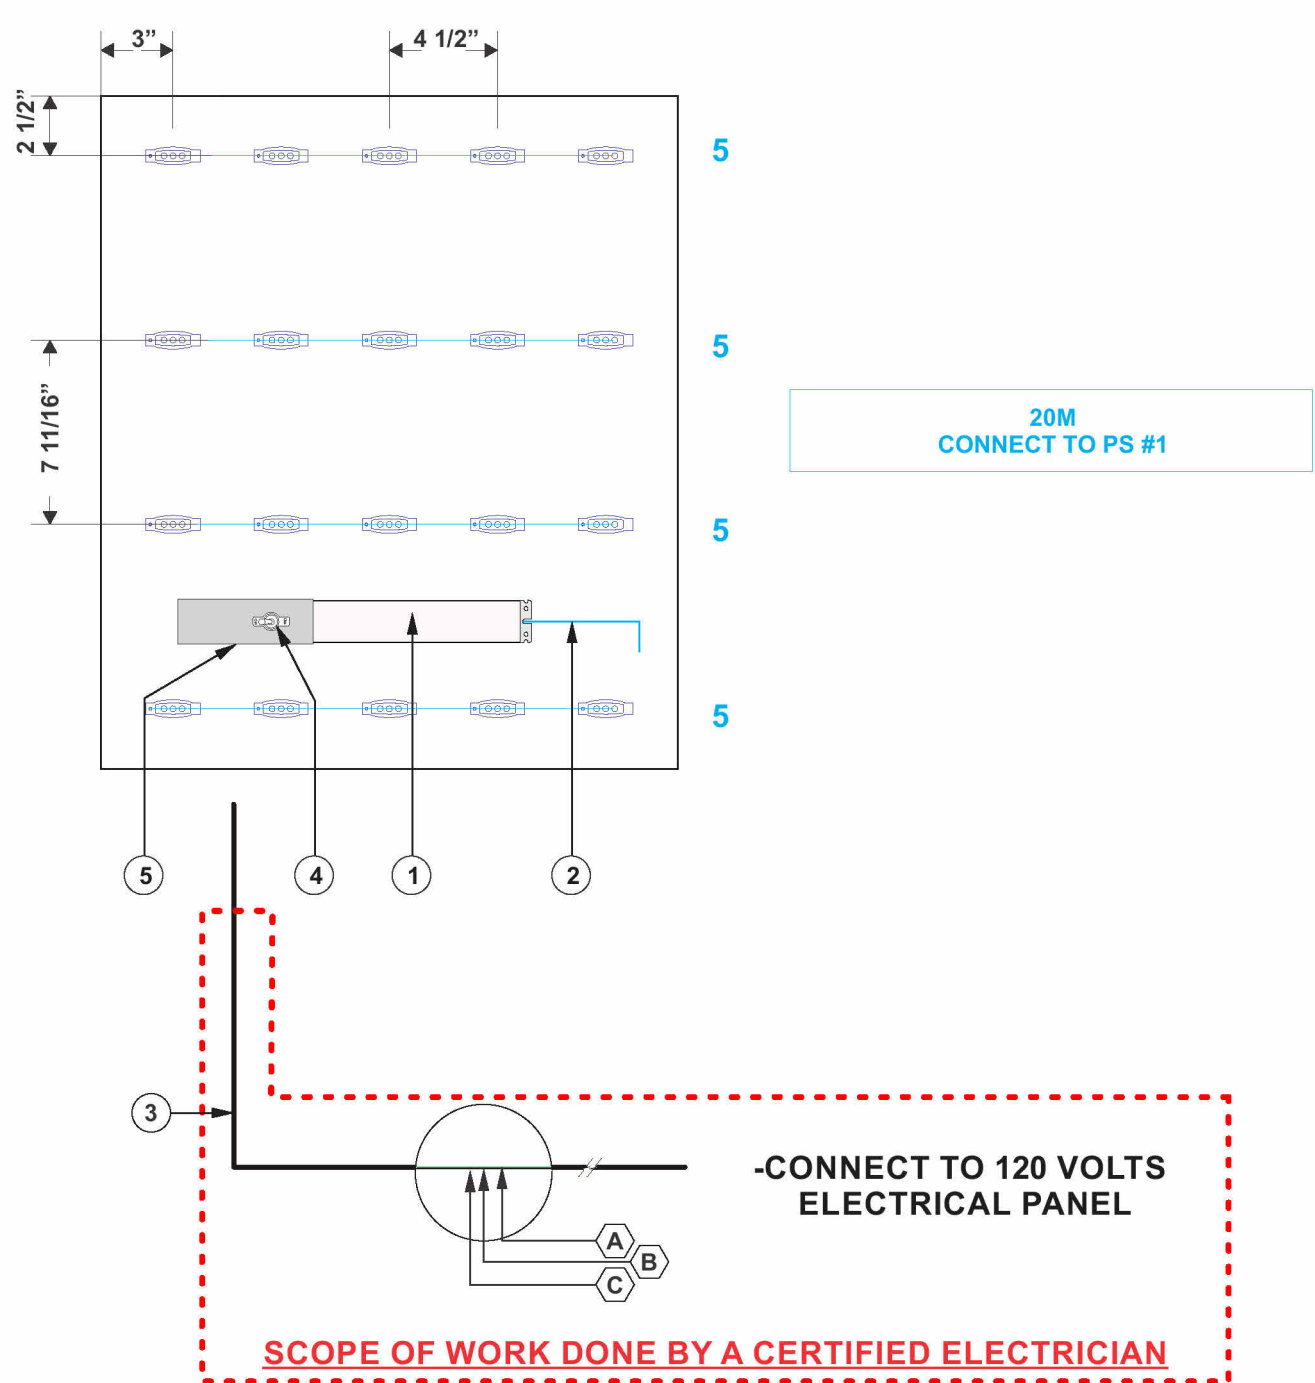 3”
4 1/2”
2 1/2”
5
5
7 11/16”
20M
CONNECT TO PS #1
5
5
5
4
1
2
3
-CONNECT TO 120 VOLTS
ELECTRICAL PANEL
A
B
C
SCOPE OF WORK DONE BY A CERTIFIED ELECTRICIAN